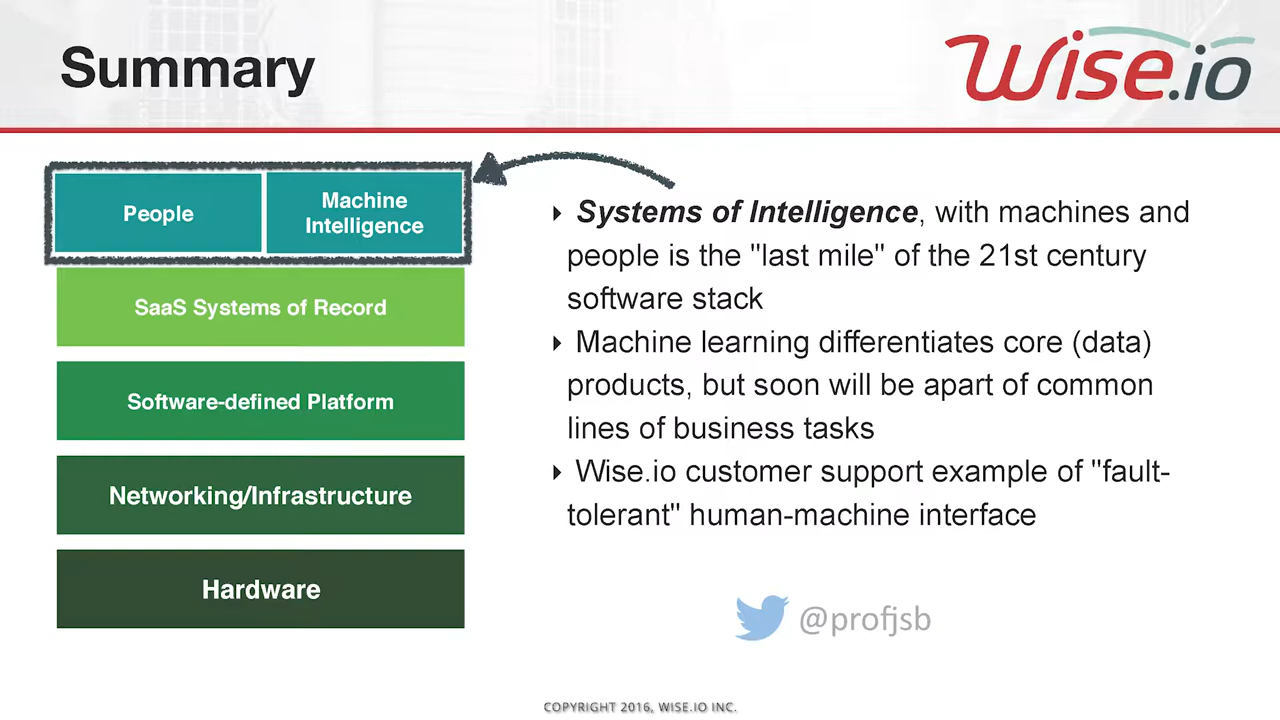 Summary
Wise.io
People
Machine
Intelligence
SaaS Systems of Record
Software-defined Platform
Networking/Infrastructure
Hardware
‣ Systems of Intelligence, with machines and
people is the "last mile" of the 21st century
software stack
‣ Machine learning differentiates core (data)
products, but soon will be apart of common
lines of business tasks
‣ Wise.io customer support example of "fault-
tolerant" human-machine interface
@profjsb
COPYRIGHT 2016, WISE.IO INC.